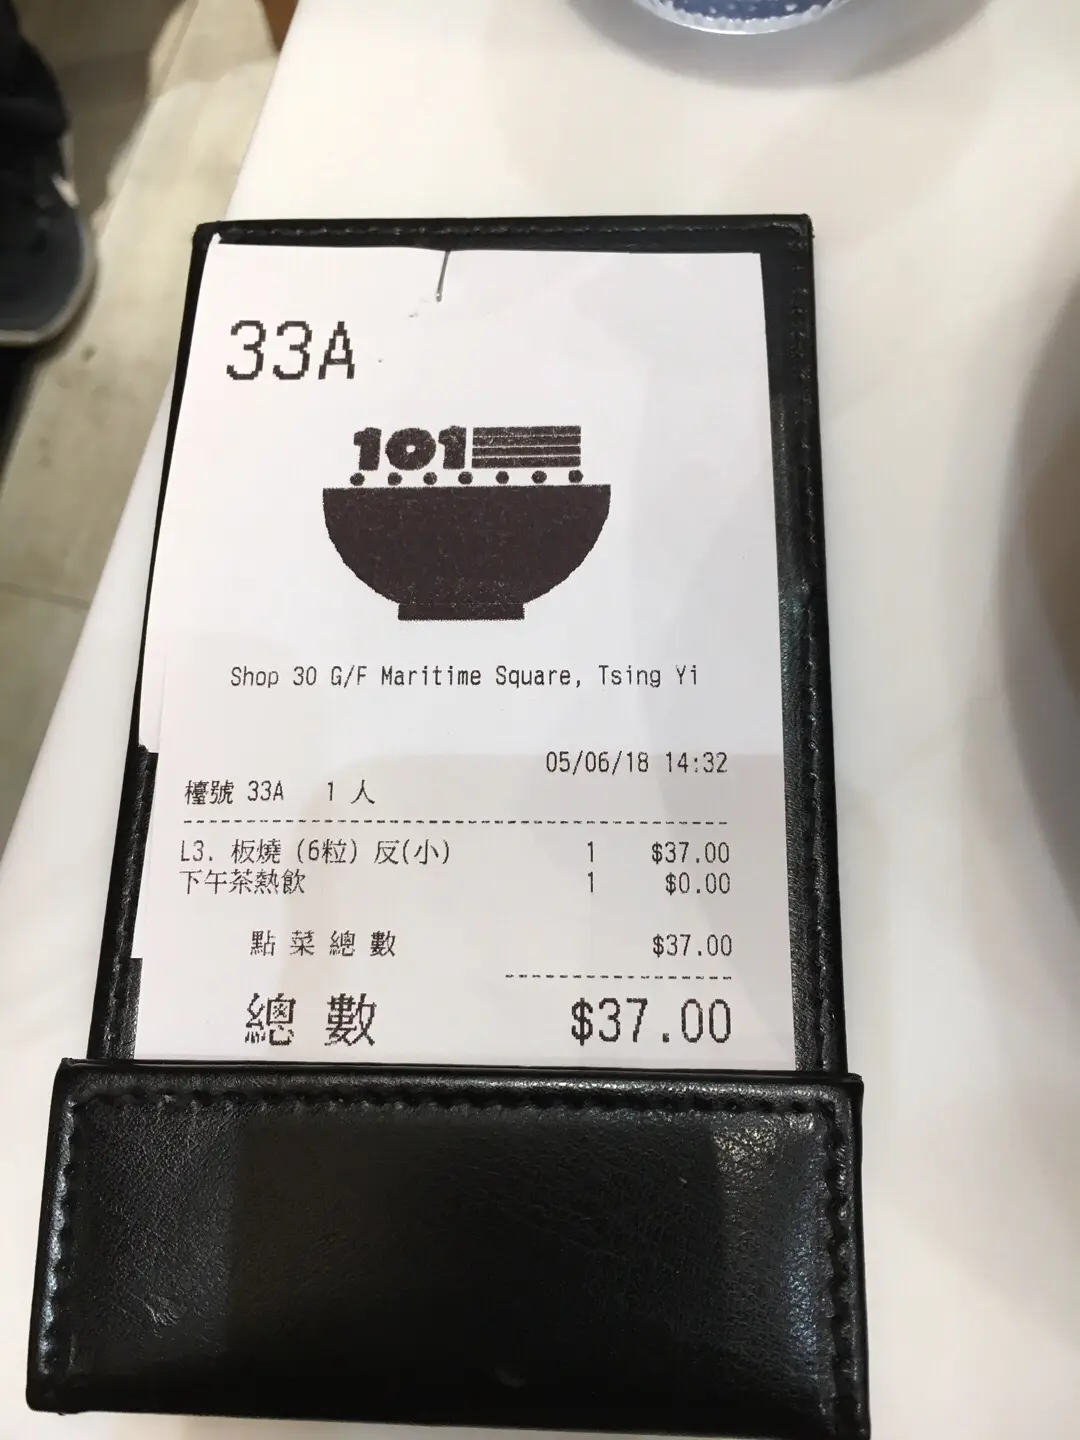 33A
101
Shop 30 G/F Maritime Square, Tsing Yi
05/06/18 14:32
檯號 33A 1 人
L3. 板燒 (6粒) 反(小) 1 $37.00
下午茶熱飲 1 $0.00
點菜總數 $37.00
總數 $37.00